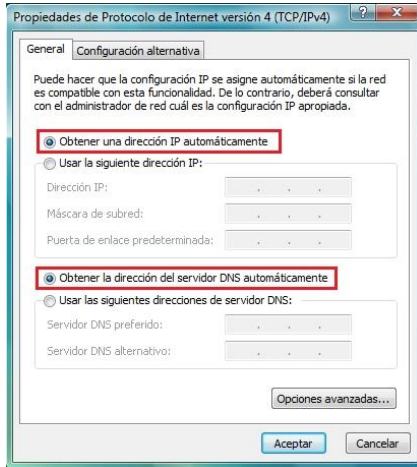 Propiedades de Protocolo de Internet versión 4 (TCP/IPv4)
General
Configuración alternativa
Puede hacer que la configuración IP se asigne automáticamente si la red
es compatible con esta funcionalidad. De lo contrario, deberá consultar
con el administrador de red cuál es la configuración IP apropiada.
Obtener una dirección IP automáticamente
Usar la siguiente dirección IP:
Dirección IP:
Máscara de subred:
Puerta de enlace predeterminada:
Obtener la dirección del servidor DNS automáticamente
Usar las siguientes direcciones de servidor DNS:
Servidor DNS preferido:
Servidor DNS alternativo:
Opciones avanzadas...
Aceptar
Cancelar